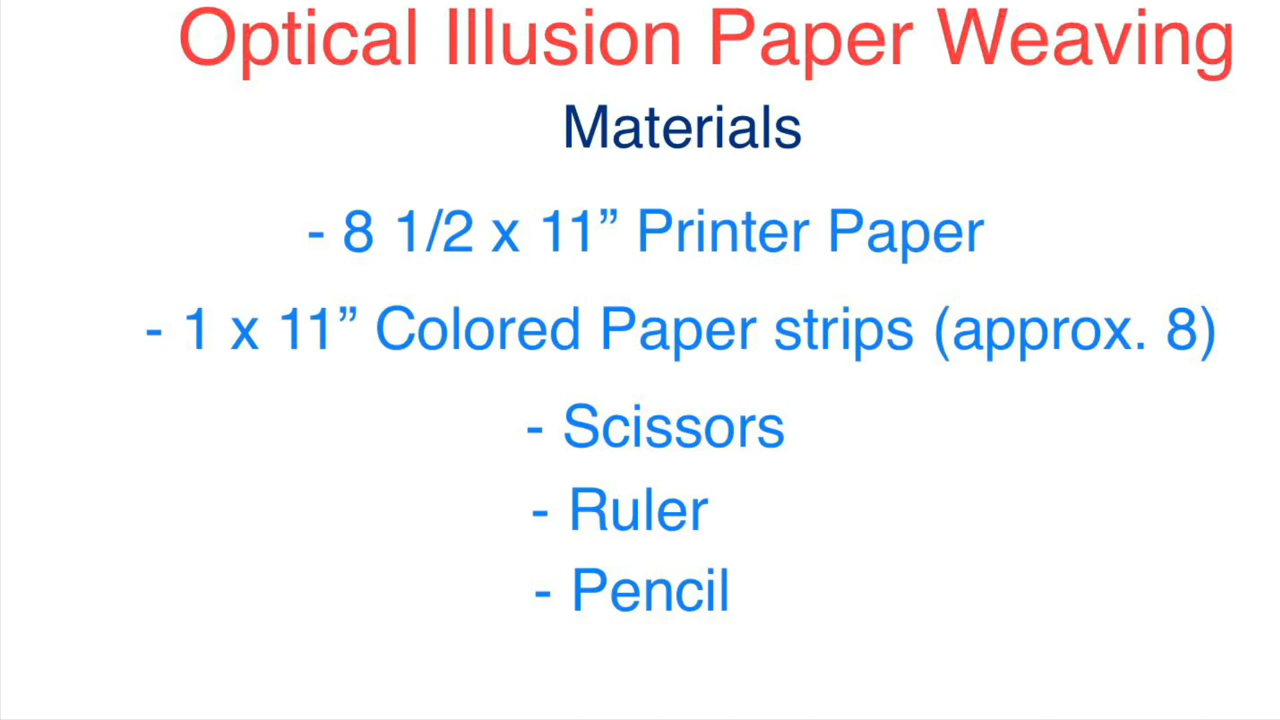 Optical Illusion Paper Weaving
Materials
- 8 1/2 x 11” Printer Paper
- 1 x 11” Colored Paper strips (approx. 8)
- Scissors
- Ruler
- Pencil